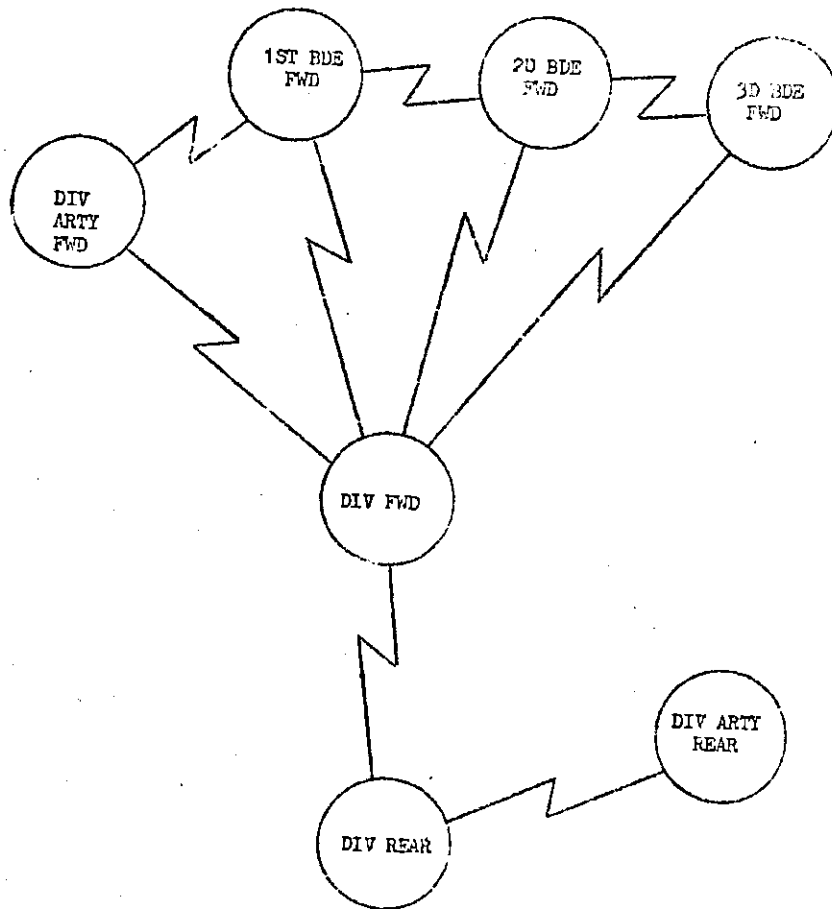 1ST BDE
FWD
2D BDE
FWD
3D BDE
FWD
DIV
ARTY
FWD
DIV FWD
DIV ARTY
REAR
DIV REAR